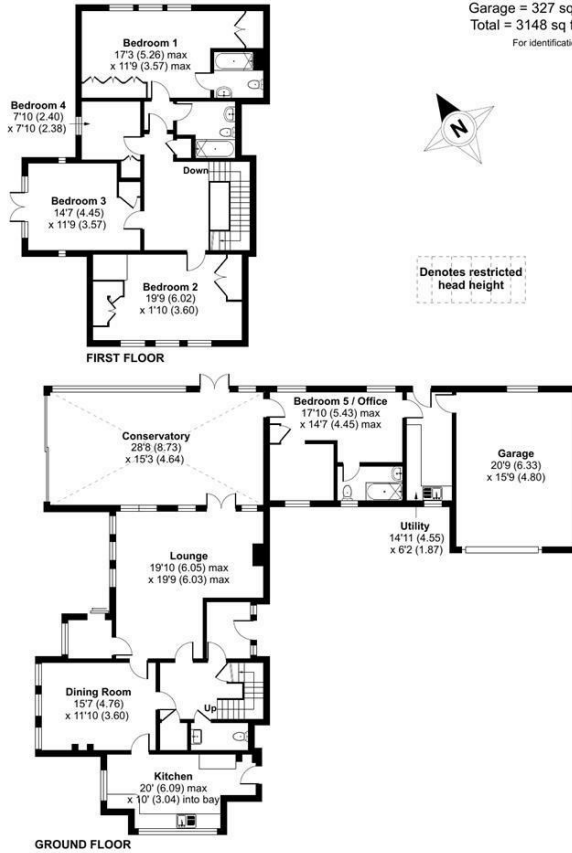 Garage = 327 sq
Total = 3148 sq f
For identificatio
Bedroom 1
17'3 (5.26) max
x 11'9 (3.57) max
Bedroom 4
7'10 (2.40)
x 7'10 (2.38)
N
Down
Bedroom 3
14'7 (4.45)
x 11'9 (3.57)
Denotes restricted
head height
Bedroom 2
19'9 (6.02)
x 1'10 (3.60)
FIRST FLOOR
Bedroom 5 / Office
17'10 (5.43) max
x 14'7 (4.45) max
Conservatory
28'8 (8.73)
x 15'3 (4.64)
Garage
20'9 (6.33)
x 15'9 (4.80)
Utility
14'11 (4.55)
x 6'2 (1.87)
Lounge
19'10 (6.05) max
x 19'9 (6.03) max
Dining Room
15'7 (4.76)
x 11'10 (3.60)
Up
Kitchen
20' (6.09) max
x 10' (3.04) into bay
GROUND FLOOR